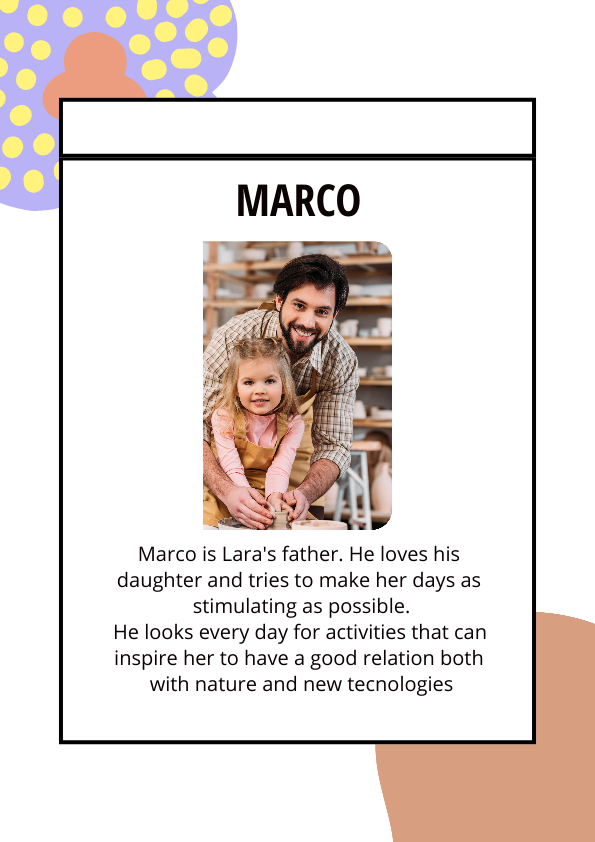 MARCO
Marco is Lara's father. He loves his
daughter and tries to make her days as
stimulating as possible.
He looks every day for activities that can
inspire her to have a good relation both
with nature and new tecnologies